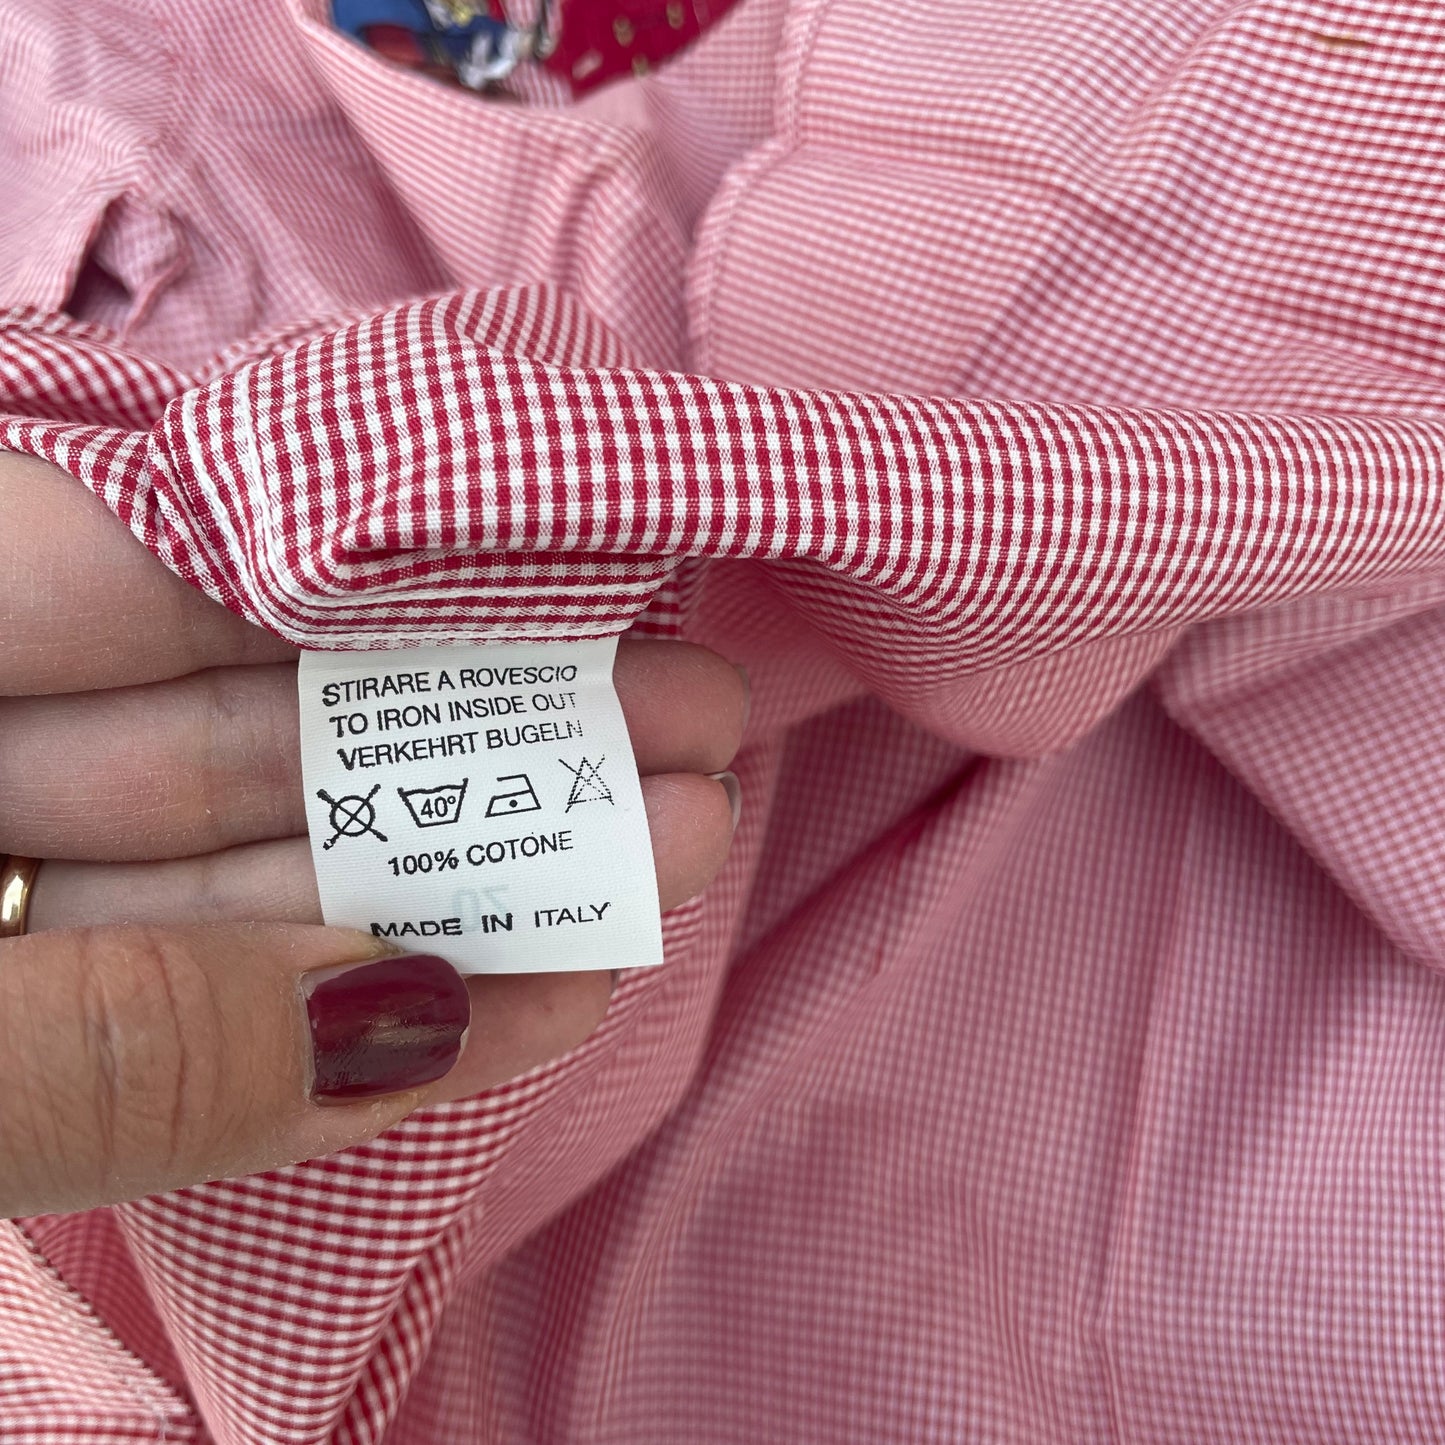 STIRARE A ROVESCIO
TO IRON INSIDE OUT
VERKEHRT BUGELN
40°
100% COTONE
MADE IN ITALY